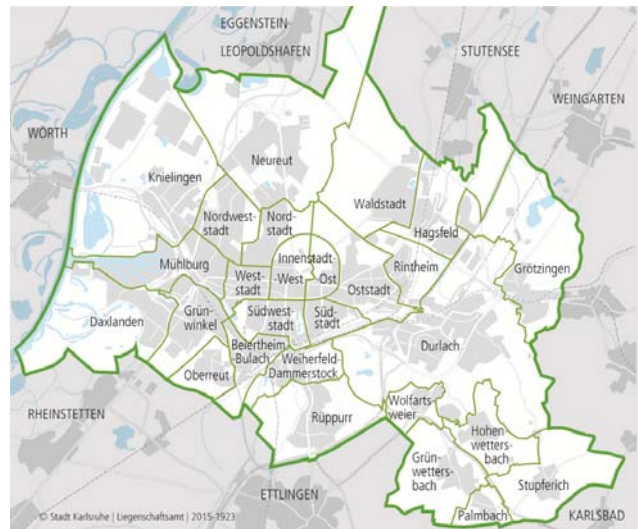 EGGENSTEIN
LEOPOLDSHAFEN
STUTENSEE
WEINGARTEN
WÖRTH
Neureut
Knielingen
Waldstadt
Nordwest-
stadt
Nord-
stadt
Hagsfeld
Innenstadt
-West
-Ost
Mühlburg
Rintheim
Grötzingen
West-
stadt
Oststadt
Daxlanden
Grün-
winkel
Südwest-
stadt
Süd-
stadt
Beiertheim
Bulach
Weiherfeld-
Dammerstock
Durlach
Oberreut
RHEINSTETTEN
Rüppurr
Wolfarts
weier
Hohen
wetters-
bach
Grün-
wetters-
bach
Stupferich
Palmbach
ETTLINGEN
KARLSBAD
© Stadt Karlsruhe | Liegenschaftsamt | 2015-1923